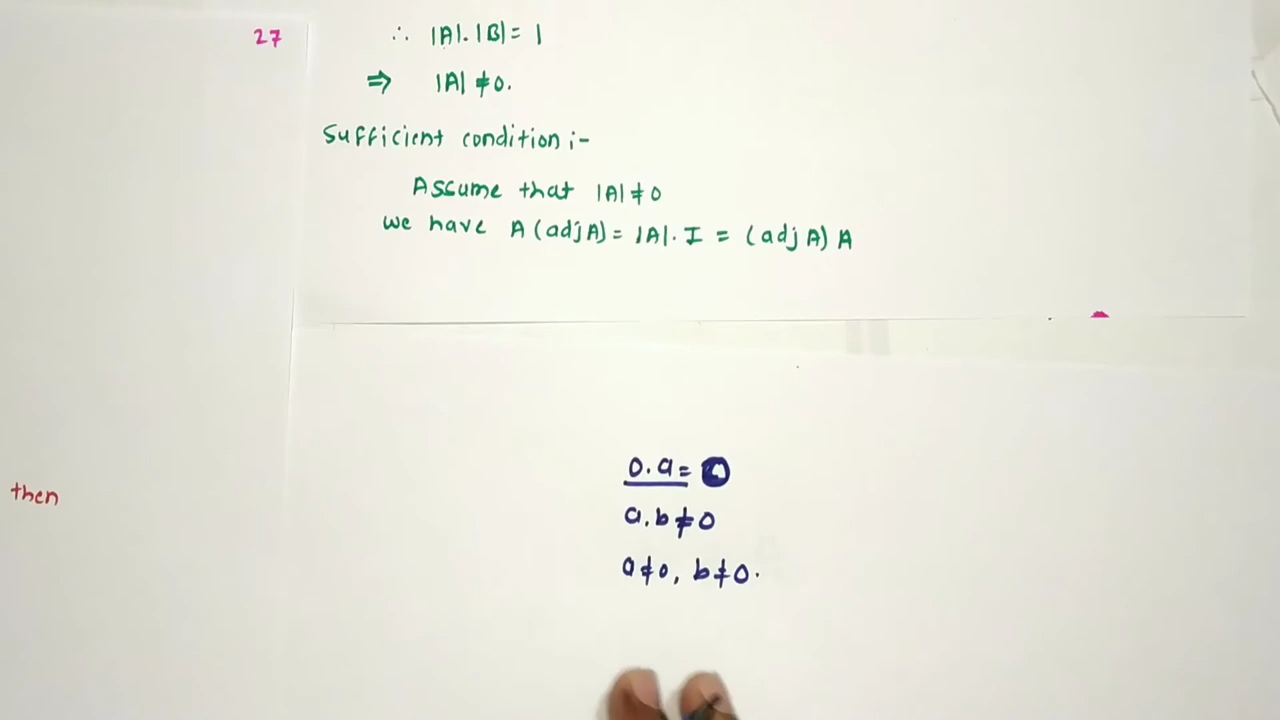 27
∴ |A|.|B| = 1
⇒ |A| ≠ 0.
Sufficient condition :-
Assume that |A| ≠ 0
we have A (adj A) = |A|. I = (adj A) A
then
0.a = 0
a.b ≠ 0
a ≠ 0, b ≠ 0.